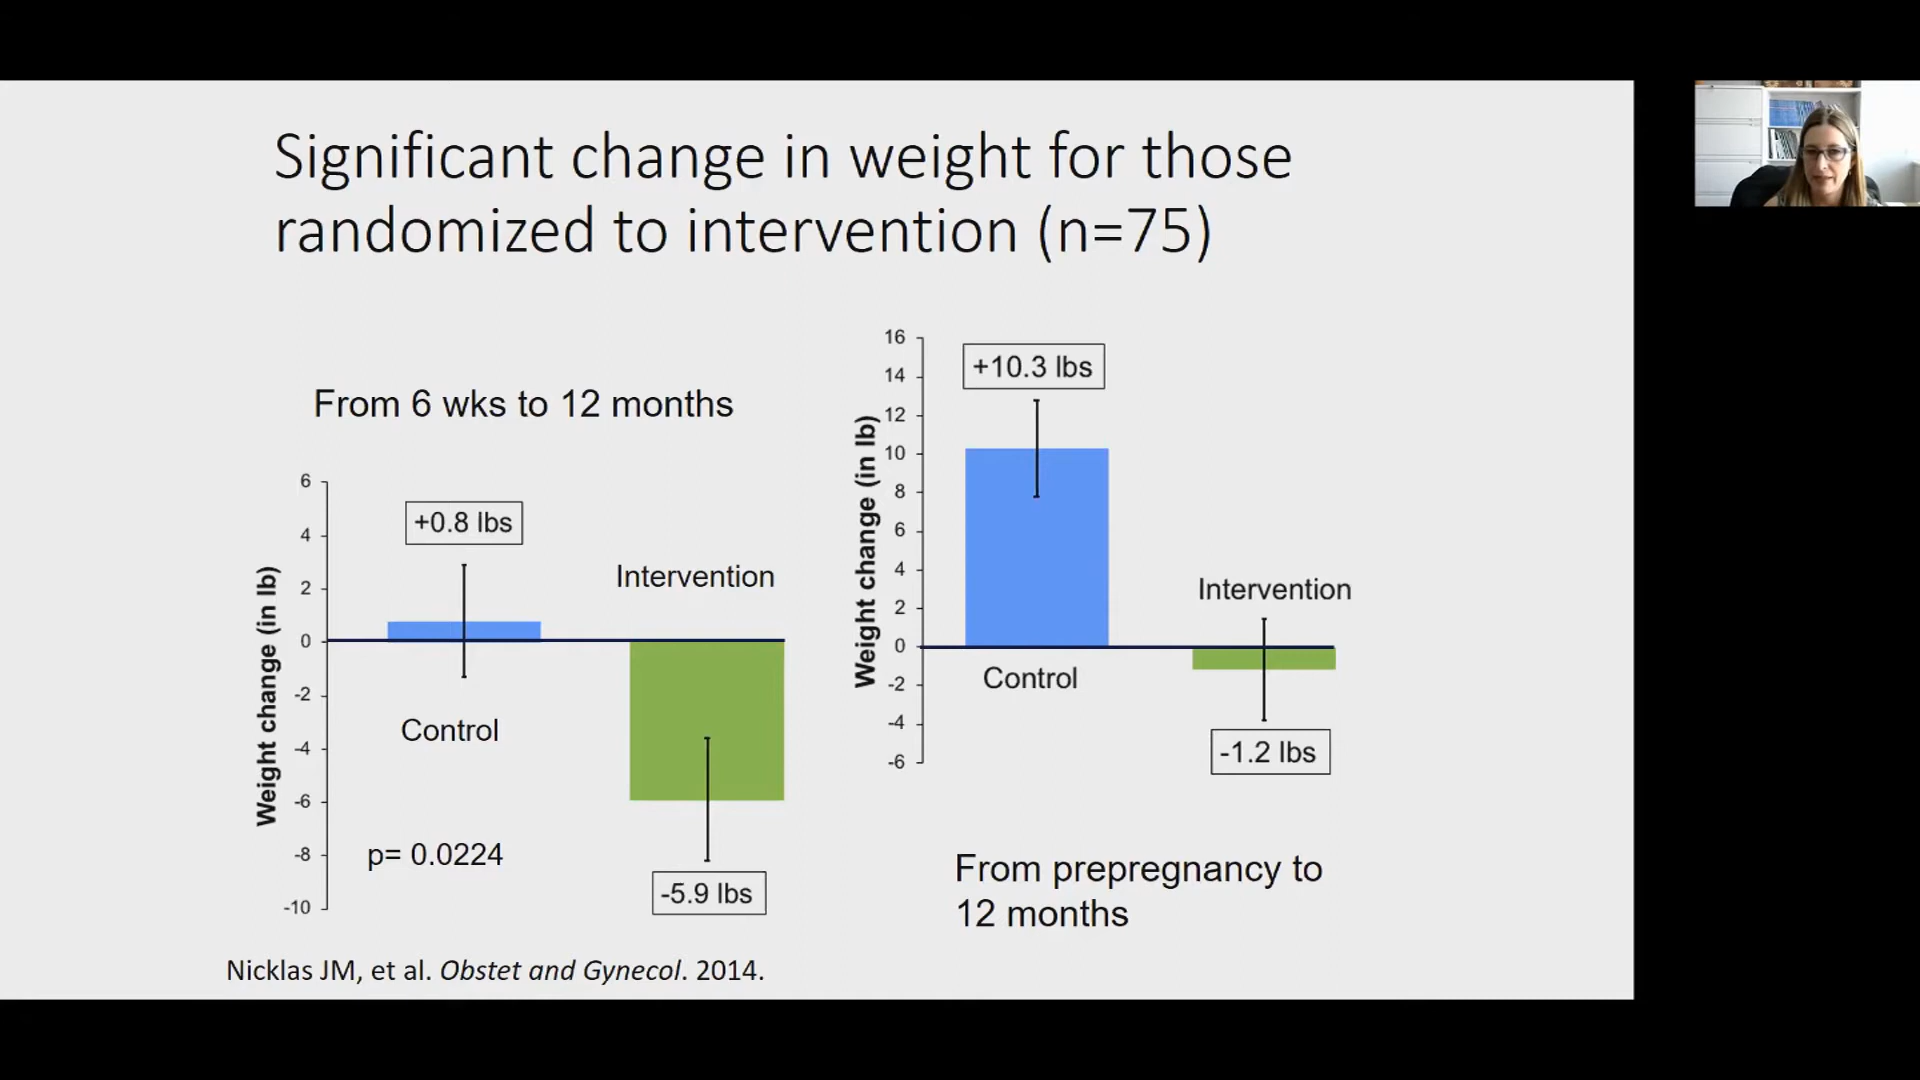 Significant change in weight for those
randomized to intervention (n=75)
From 6 wks to 12 months
Weight change (in lb)
6
4
2
0
-2
-4
-6
-8
-10
+0.8 lbs
Control
Intervention
-5.9 lbs
p= 0.0224
Weight change (in lb)
16
14
12
10
8
6
4
2
0
-2
-4
-6
+10.3 lbs
Control
Intervention
-1.2 lbs
From prepregnancy to
12 months
Nicklas JM, et al. Obstet and Gynecol. 2014.